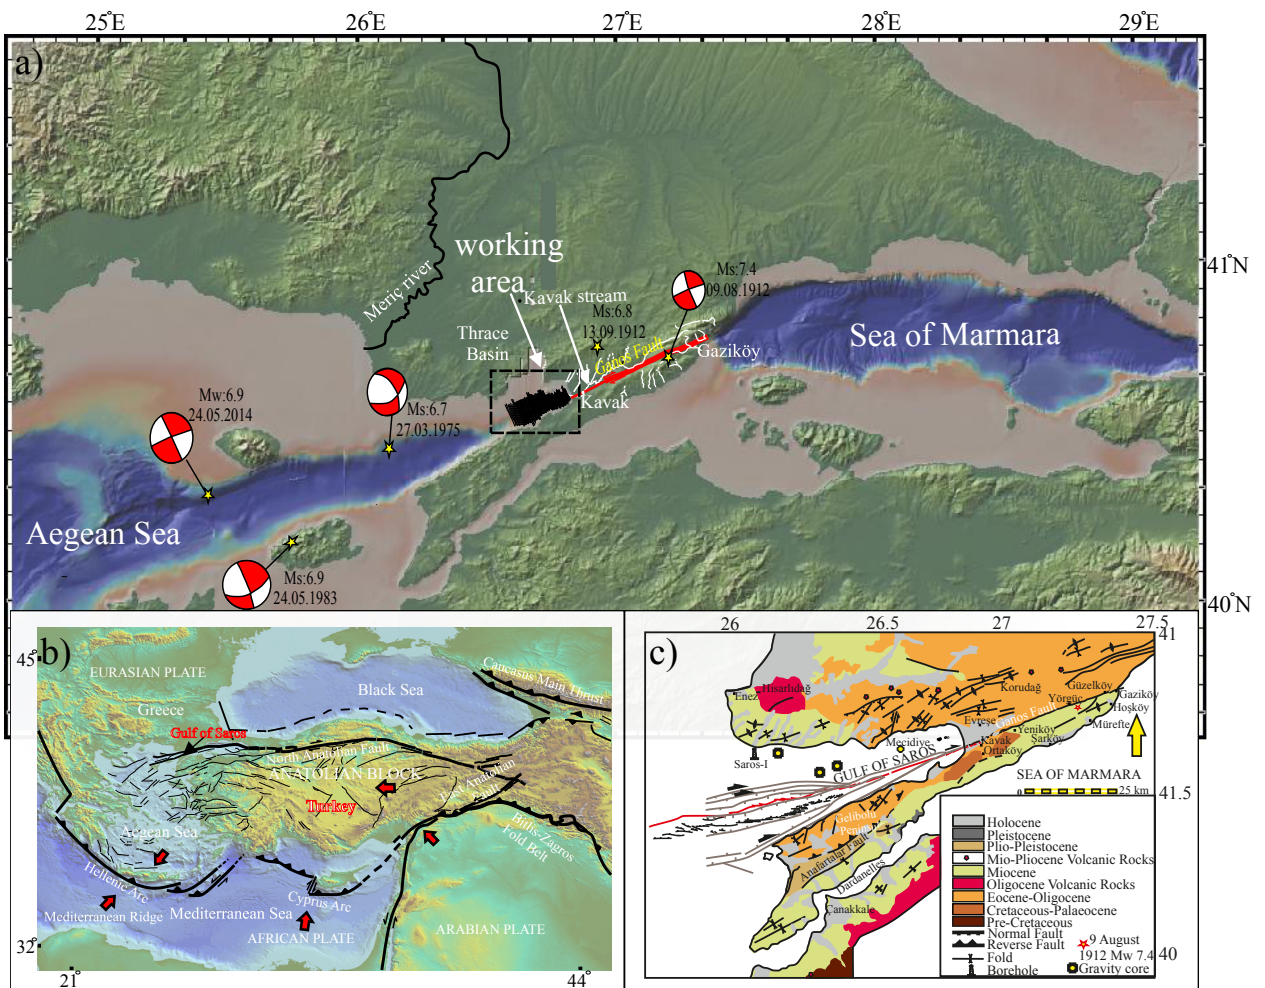 25°E
26°E
27°E
28°E
29°E
a)
41°N
40°N
Meriç river
working
area
Kavak stream
Thrace
Basin
Ms:6.8
13.09.1912
Ms:7.4
09.08.1912
Ganos Fault
Gaziköy
Kavak
Sea of Marmara
Mw:6.9
24.05.2014
Ms:6.7
27.03.1975
Aegean Sea
Ms:6.9
24.05.1983
b)
45°
32°
21°
44°
EURASIAN PLATE
Greece
Black Sea
Caucasus Main Thrust
Gulf of Saros
North Anatolian Fault
ANATOLIAN BLOCK
Turkey
East Anatolian
Fault
Bitlis-Zagros
Fold Belt
Aegean Sea
Hellenic Arc
Mediterranean Ridge
Mediterranean Sea
Cyprus Arc
AFRICAN PLATE
ARABIAN PLATE
c)
26
26.5
27
27.5
41
41.5
40
Enez
Hisarlıdağ
Korudağ
Güzelköy
Yörgüç
Gaziköy
Hoşköy
Mürefte
Evreşe
Ganos Fault
Yeniköy
Şarköy
Kavak
Ortaköy
Mecidiye
Saros-1
GULF OF SAROS
SEA OF MARMARA
0
25 km
Gelibolu
Anafartalar Fault
Dardanelles
Çanakkale
Holocene
Pleistocene
Plio-Pleistocene
Mio-Pliocene Volcanic Rocks
Miocene
Oligocene Volcanic Rocks
Eocene-Oligocene
Cretaceous-Palaeocene
Pre-Cretaceous
Normal Fault
Reverse Fault
Fold
Borehole
9 August
1912 Mw 7.4
Gravity core